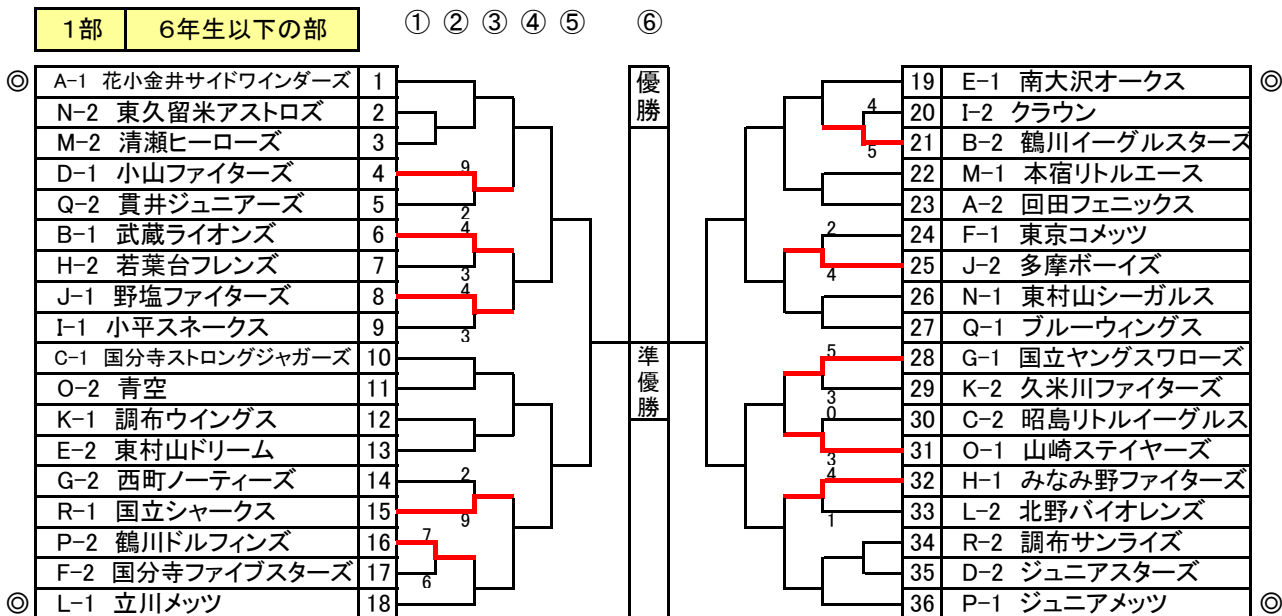 1部 6年生以下の部 ① ② ③ ④ ⑤ ⑥
◎ A-1 花小金井サイドワインダーズ 1
N-2 東久留米アストロズ 2
M-2 清瀬ヒーローズ 3
D-1 小山ファイターズ 4 9
Q-2 貫井ジュニアーズ 5 2
B-1 武蔵ライオンズ 6 4
H-2 若葉台フレンズ 7 3
J-1 野塩ファイターズ 8 4
I-1 小平スネークス 9 3
C-1 国分寺ストロングジャガーズ 10
O-2 青空 11
K-1 調布ウイングス 12
E-2 東村山ドリーム 13
G-2 西町ノーティーズ 14 2
R-1 国立シャークス 15 9
P-2 鶴川ドルフィンズ 16 7
F-2 国分寺ファイブスターズ 17 6
◎ L-1 立川メッツ 18
優勝
準優勝
19 E-1 南大沢オークス ◎
4 20 I-2 クラウン
5 21 B-2 鶴川イーグルスターズ
22 M-1 本宿リトルエース
23 A-2 回田フェニックス
2 24 F-1 東京コメッツ
4 25 J-2 多摩ボーイズ
26 N-1 東村山シーガルス
27 Q-1 ブルーウィングス
5 28 G-1 国立ヤングスワローズ
3 29 K-2 久米川ファイターズ
0 30 C-2 昭島リトルイーグルス
3 31 O-1 山崎ステイヤーズ
4 32 H-1 みなみ野ファイターズ
1 33 L-2 北野バイオレンズ
34 R-2 調布サンライズ
35 D-2 ジュニアスターズ
36 P-1 ジュニアメッツ ◎